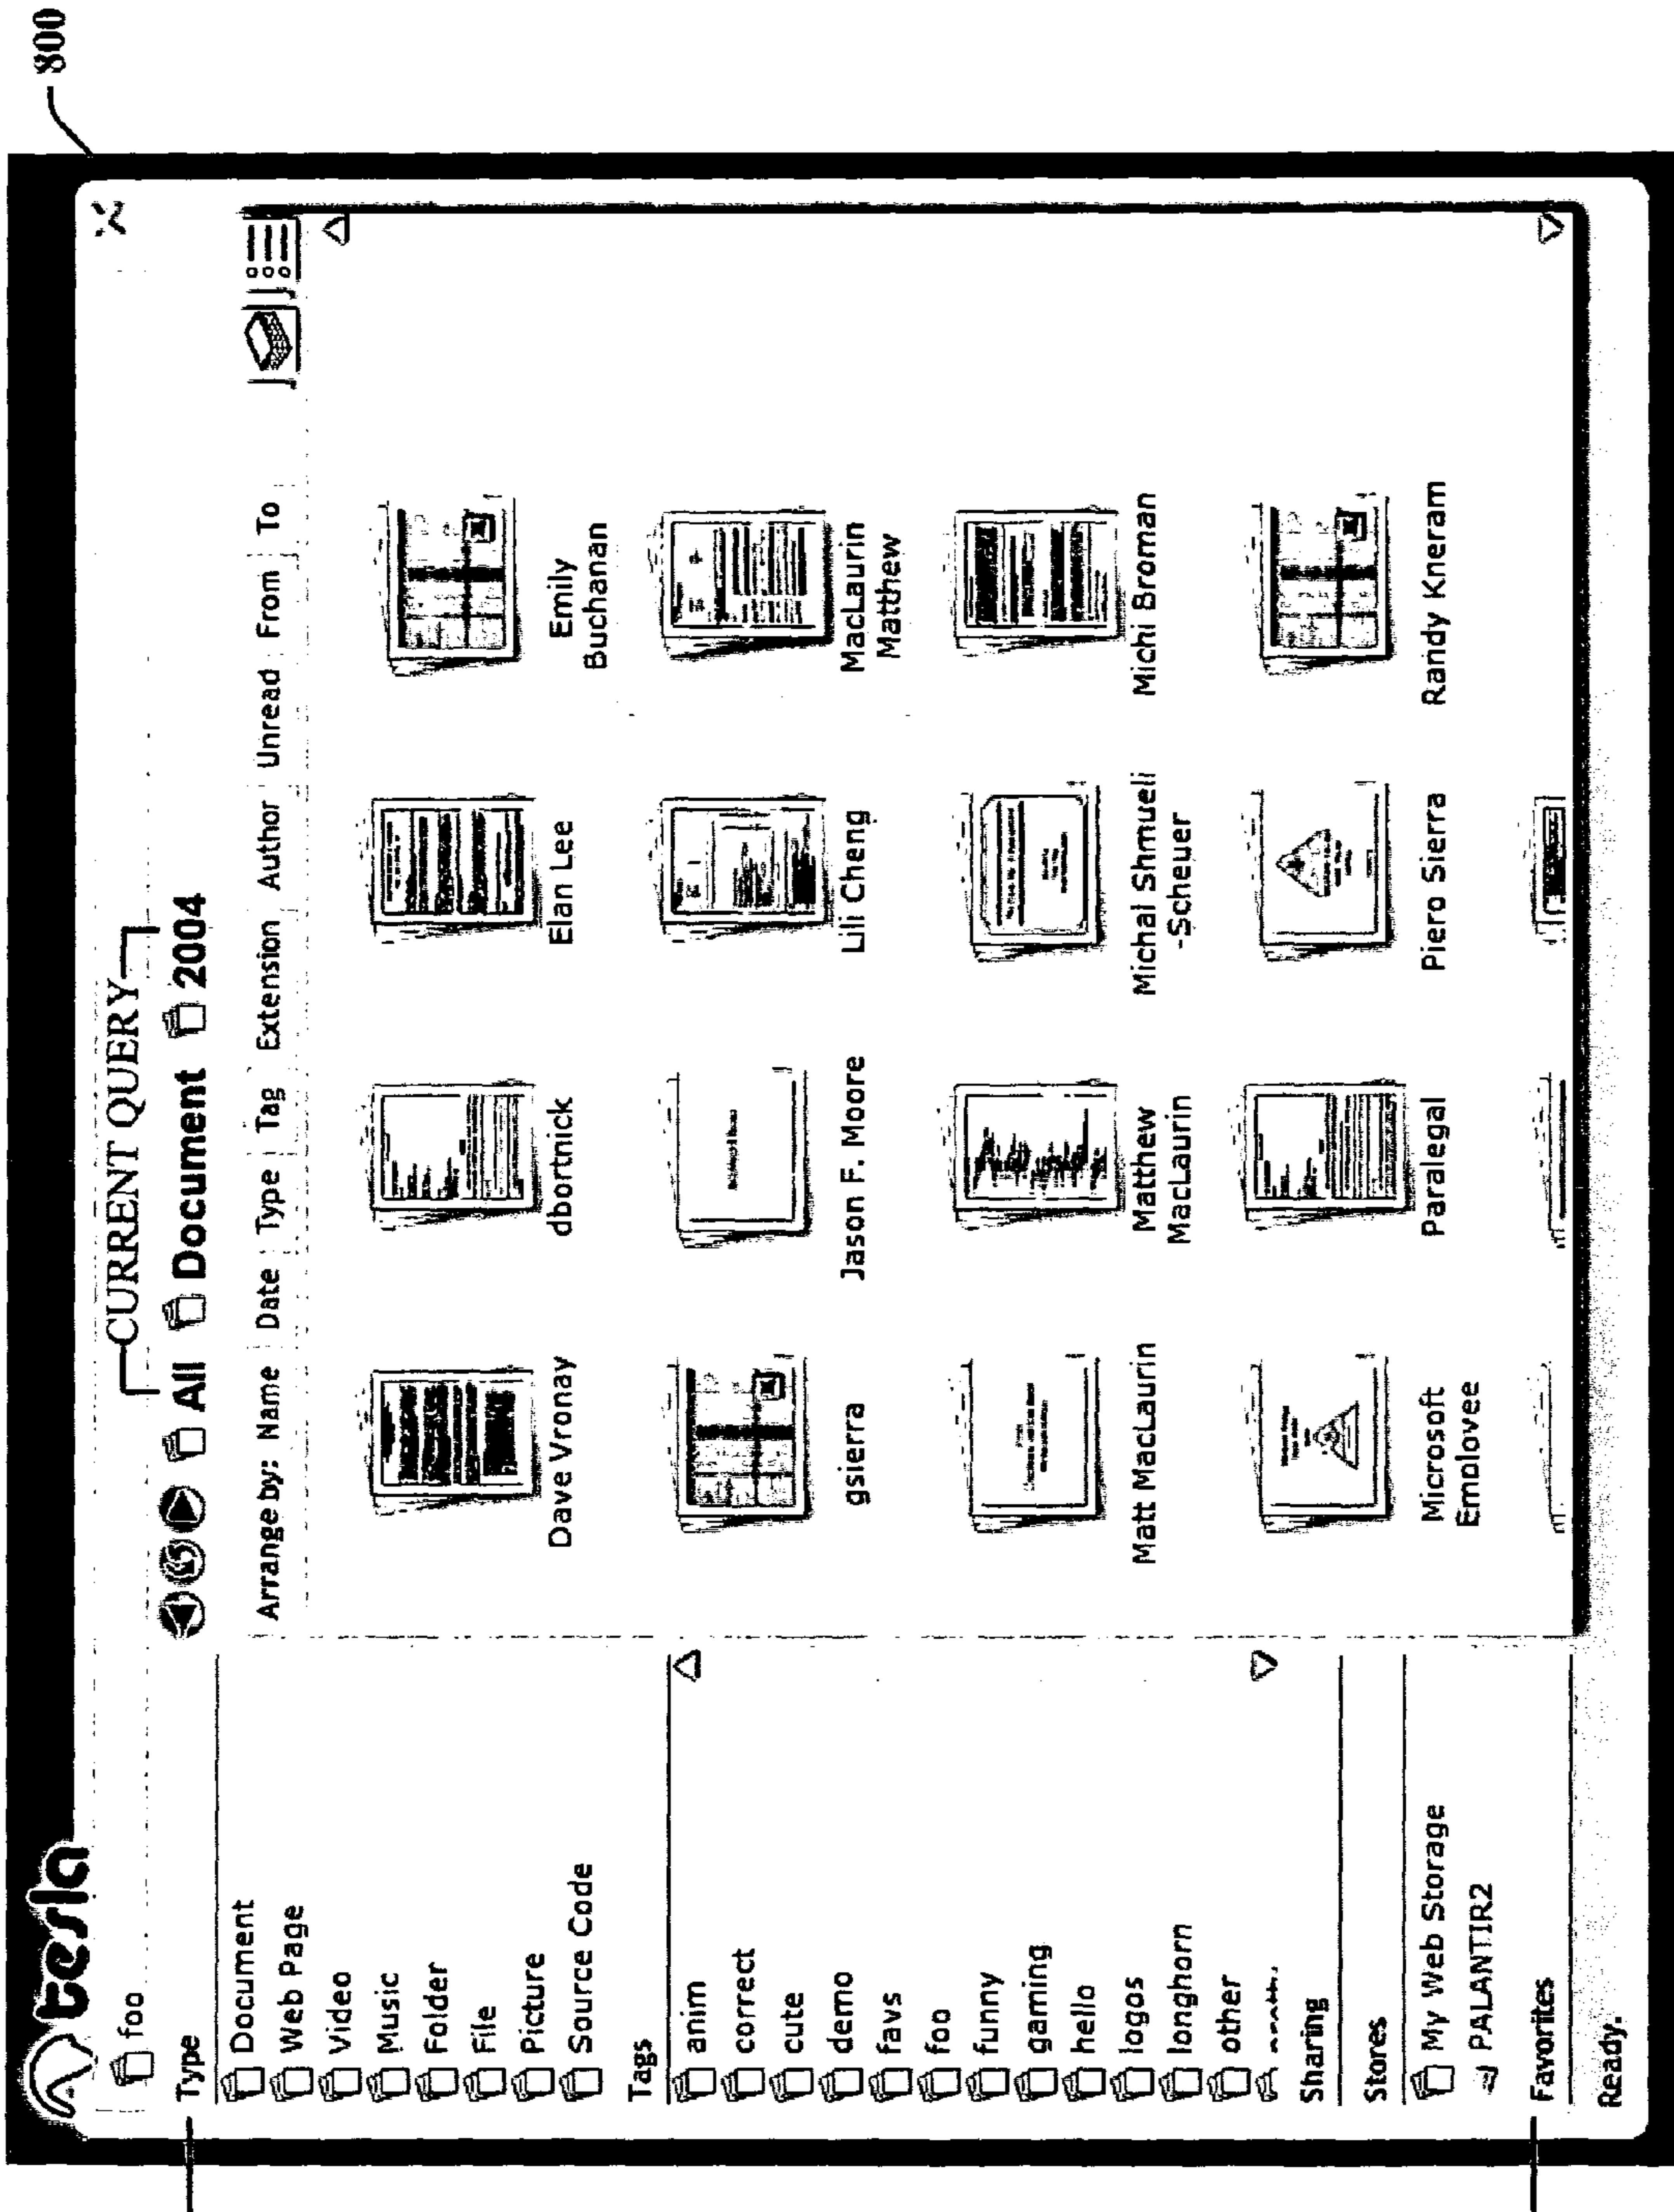 800
tesla
foo
CURRENT QUERY
All Document 2004
Type
Document
Web Page
Video
Music
Folder
File
Picture
Source Code
Tags
anim
correct
cute
demo
favs
foo
funny
gaming
hello
logos
longhorn
other
Sharing
Stores
My Web Storage
PALANTIR2
Favorites
Ready.
Arrange by: Name Date Type Tag Extension Author Unread From To
Dave Vronay
dbortnick
Elan Lee
Emily
Buchanan
gsierra
Jason F. Moore
Lili Cheng
MacLaurin
Matthew
Matt MacLaurin
Matthew
MacLaurin
Michal Shmueli
-Scheuer
Michi Broman
Microsoft
Emolovee
Paralegal
Piero Sierra
Randy Kneram